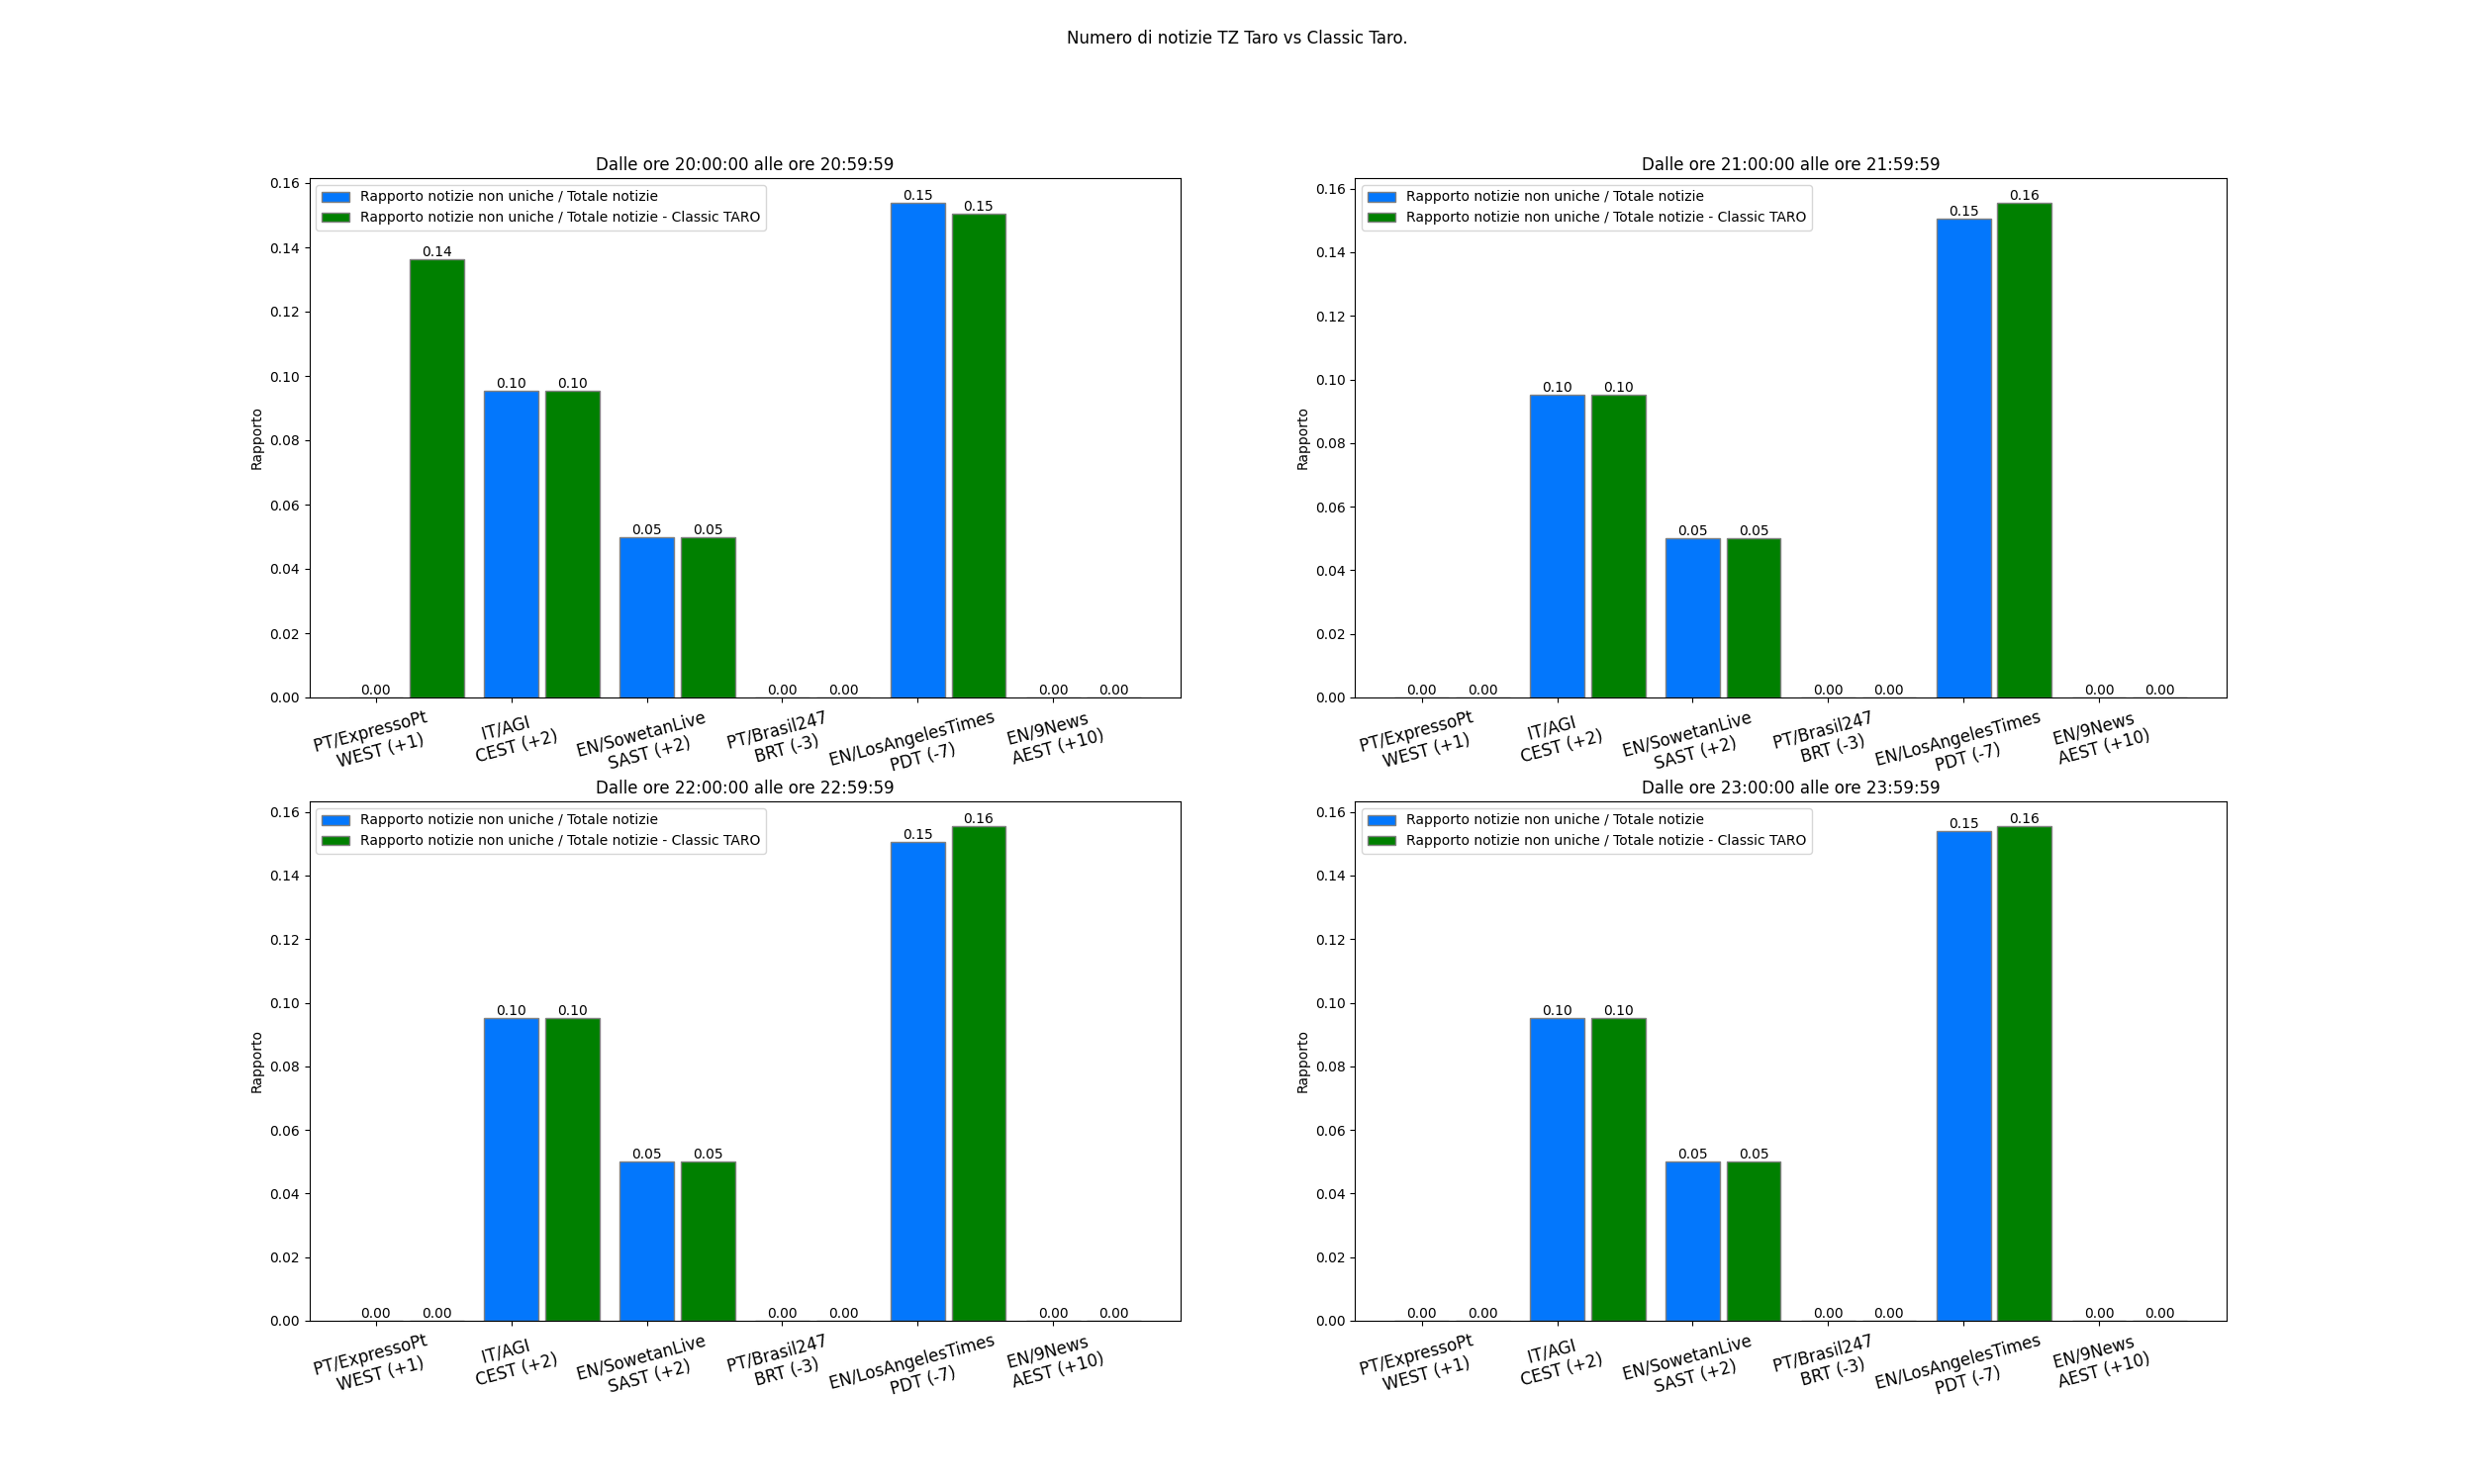 Numero di notizie TZ Taro vs Classic Taro.
Dalle ore 20:00:00 alle ore 20:59:59
Rapporto notizie non uniche / Totale notizie
Rapporto notizie non uniche / Totale notizie - Classic TARO
Rapporto
0.16
0.14
0.12
0.10
0.08
0.06
0.04
0.02
0.00
0.00
0.14
0.10
0.10
0.05
0.05
0.00
0.00
0.15
0.15
0.00
0.00
PT/ExpressoPt
WEST (+1)
IT/AGI
CEST (+2)
EN/SowetanLive
SAST (+2)
PT/Brasil247
BRT (-3)
EN/LosAngelesTimes
PDT (-7)
EN/9News
AEST (+10)
Dalle ore 21:00:00 alle ore 21:59:59
Rapporto notizie non uniche / Totale notizie
Rapporto notizie non uniche / Totale notizie - Classic TARO
Rapporto
0.16
0.14
0.12
0.10
0.08
0.06
0.04
0.02
0.00
0.00
0.00
0.10
0.10
0.05
0.05
0.00
0.00
0.15
0.16
0.00
0.00
PT/ExpressoPt
WEST (+1)
IT/AGI
CEST (+2)
EN/SowetanLive
SAST (+2)
PT/Brasil247
BRT (-3)
EN/LosAngelesTimes
PDT (-7)
EN/9News
AEST (+10)
Dalle ore 22:00:00 alle ore 22:59:59
Rapporto notizie non uniche / Totale notizie
Rapporto notizie non uniche / Totale notizie - Classic TARO
Rapporto
0.16
0.14
0.12
0.10
0.08
0.06
0.04
0.02
0.00
0.00
0.00
0.10
0.10
0.05
0.05
0.00
0.00
0.15
0.16
0.00
0.00
PT/ExpressoPt
WEST (+1)
IT/AGI
CEST (+2)
EN/SowetanLive
SAST (+2)
PT/Brasil247
BRT (-3)
EN/LosAngelesTimes
PDT (-7)
EN/9News
AEST (+10)
Dalle ore 23:00:00 alle ore 23:59:59
Rapporto notizie non uniche / Totale notizie
Rapporto notizie non uniche / Totale notizie - Classic TARO
Rapporto
0.16
0.14
0.12
0.10
0.08
0.06
0.04
0.02
0.00
0.00
0.00
0.10
0.10
0.05
0.05
0.00
0.00
0.15
0.16
0.00
0.00
PT/ExpressoPt
WEST (+1)
IT/AGI
CEST (+2)
EN/SowetanLive
SAST (+2)
PT/Brasil247
BRT (-3)
EN/LosAngelesTimes
PDT (-7)
EN/9News
AEST (+10)